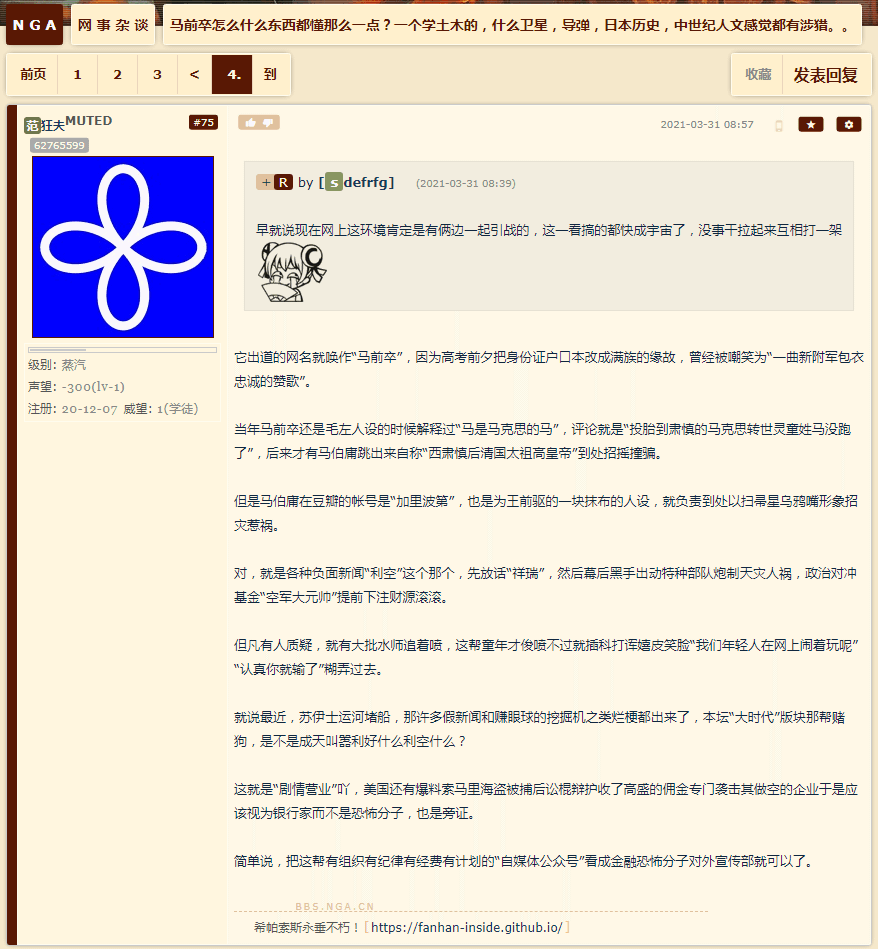 NGA 网事杂谈 马前卒怎么什么东西都懂那么一点？一个学土木的，什么卫星，导弹，日本历史，中世纪人文感觉都有涉猎。。
前页 1 2 3 < 4. 到 收藏 发表回复
范狂夫MUTED #75
62765599
2021-03-31 08:57
+ R by [sdefrfg] (2021-03-31 08:39)
早就说现在网上这环境肯定是有俩边一起引战的，这一看搞的都快成宇宙了，没事干拉起来互相打一架
级别: 蒸汽
声望: -300(lv-1)
注册: 20-12-07 威望: 1(学徒)
它出道的网名就唤作“马前卒”，因为高考前夕把身份证户口本改成满族的缘故，曾经被嘲笑为“一曲新附军包衣
忠诚的赞歌”。
当年马前卒还是毛左人设的时候解释过“马是马克思的马”，评论就是“投胎到肃慎的马克思转世灵童姓马没跑
了”，后来才有马伯庸跳出来自称“西肃慎后清国太祖高皇帝”到处招摇撞骗。
但是马伯庸在豆瓣的帐号是“加里波第”，也是为王前驱的一块抹布的人设，就负责到处以扫帚星乌鸦嘴形象招
灾惹祸。
对，就是各种负面新闻“利空”这个那个，先放话“祥瑞”，然后幕后黑手出动特种部队炮制天灾人祸，政治对冲
基金“空军大元帅”提前下注财源滚滚。
但凡有人质疑，就有大批水师追着喷，这帮童年才俊喷不过就插科打诨嬉皮笑脸“我们年轻人在网上闹着玩呢”
“认真你就输了”糊弄过去。
就说最近，苏伊士运河堵船，那许多假新闻和赚眼球的挖掘机之类烂梗都出来了，本坛“大时代”版块那帮赌
狗，是不是成天叫嚣利好什么利空什么？
这就是“剧情营业”吖，美国还有爆料索马里海盗被捕后讼棍辩护收了高盛的佣金专门袭击其做空的企业于是应
该视为银行家而不是恐怖分子，也是旁证。
简单说，把这帮有组织有纪律有经费有计划的“自媒体公众号”看成金融恐怖分子对外宣传部就可以了。
BBS.NGA.CN
希帕索斯永垂不朽！[https://fanhan-inside.github.io/]